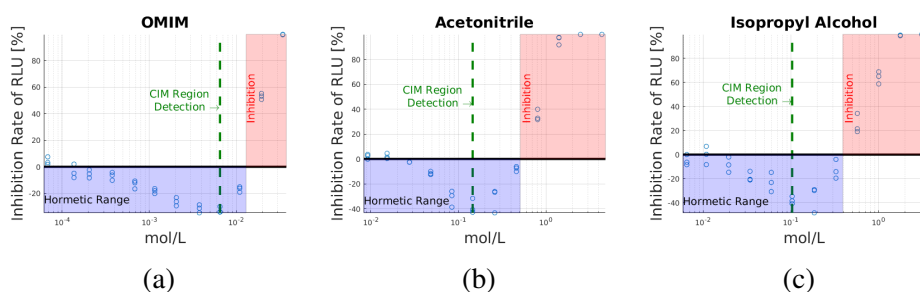 OMIM
Inhibition Rate of RLU [%]
80
60
40
20
0
-20
CIM Region
Detection →
Inhibition
Hormetic Range
10⁻⁴
10⁻³
10⁻²
mol/L
(a)
Acetonitrile
Inhibition Rate of RLU [%]
80
60
40
20
0
-20
-40
CIM Region
Detection →
Inhibition
Hormetic Range
10⁻²
10⁻¹
10⁰
mol/L
(b)
Isopropyl Alcohol
Inhibition Rate of RLU [%]
80
60
40
20
0
-20
-40
CIM Region
Detection →
Inhibition
Hormetic Range
10⁻²
10⁻¹
10⁰
mol/L
(c)